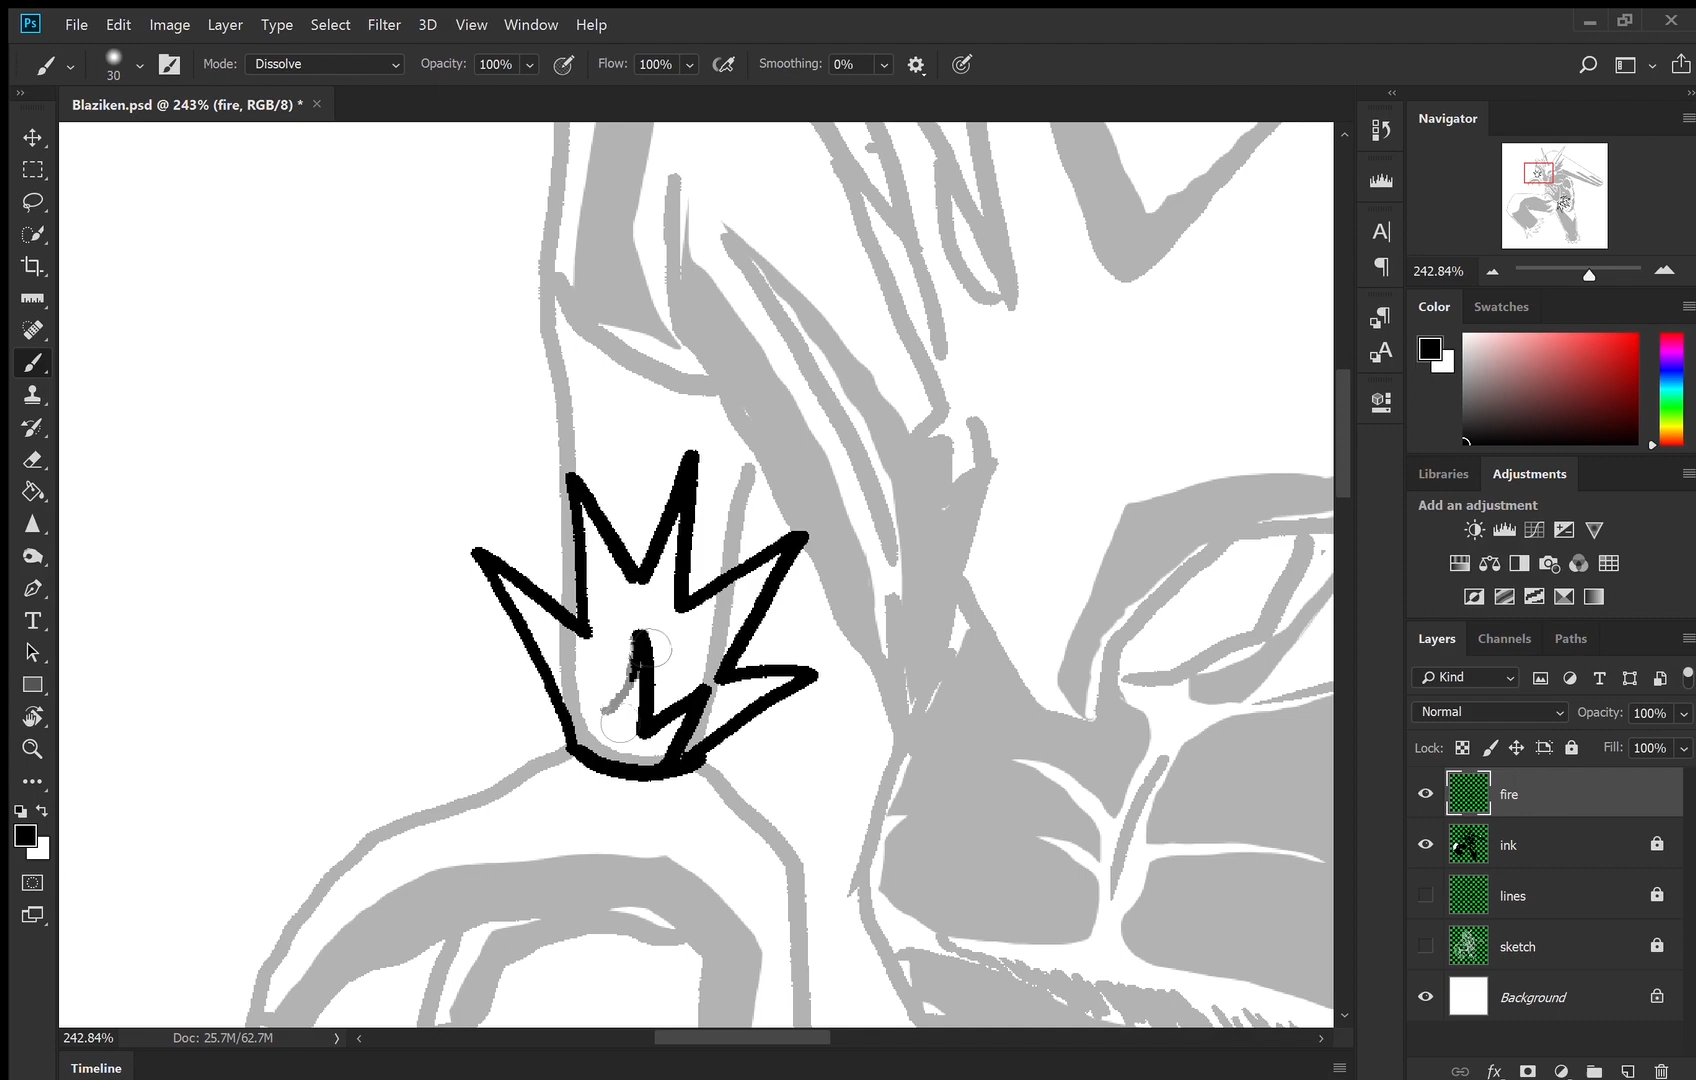 Ps File Edit Image Layer Type Select Filter 3D View Window Help
30 Mode: Dissolve Opacity: 100% Flow: 100% Smoothing: 0%
Blaziken.psd @ 243% (fire, RGB/8) * ×
Navigator
242.84%
Color Swatches
Libraries Adjustments
Add an adjustment
Layers Channels Paths
Kind
Normal Opacity: 100%
Lock: Fill: 100%
fire
ink
lines
sketch
Background
242.84% Doc: 25.7M/62.7M
Timeline